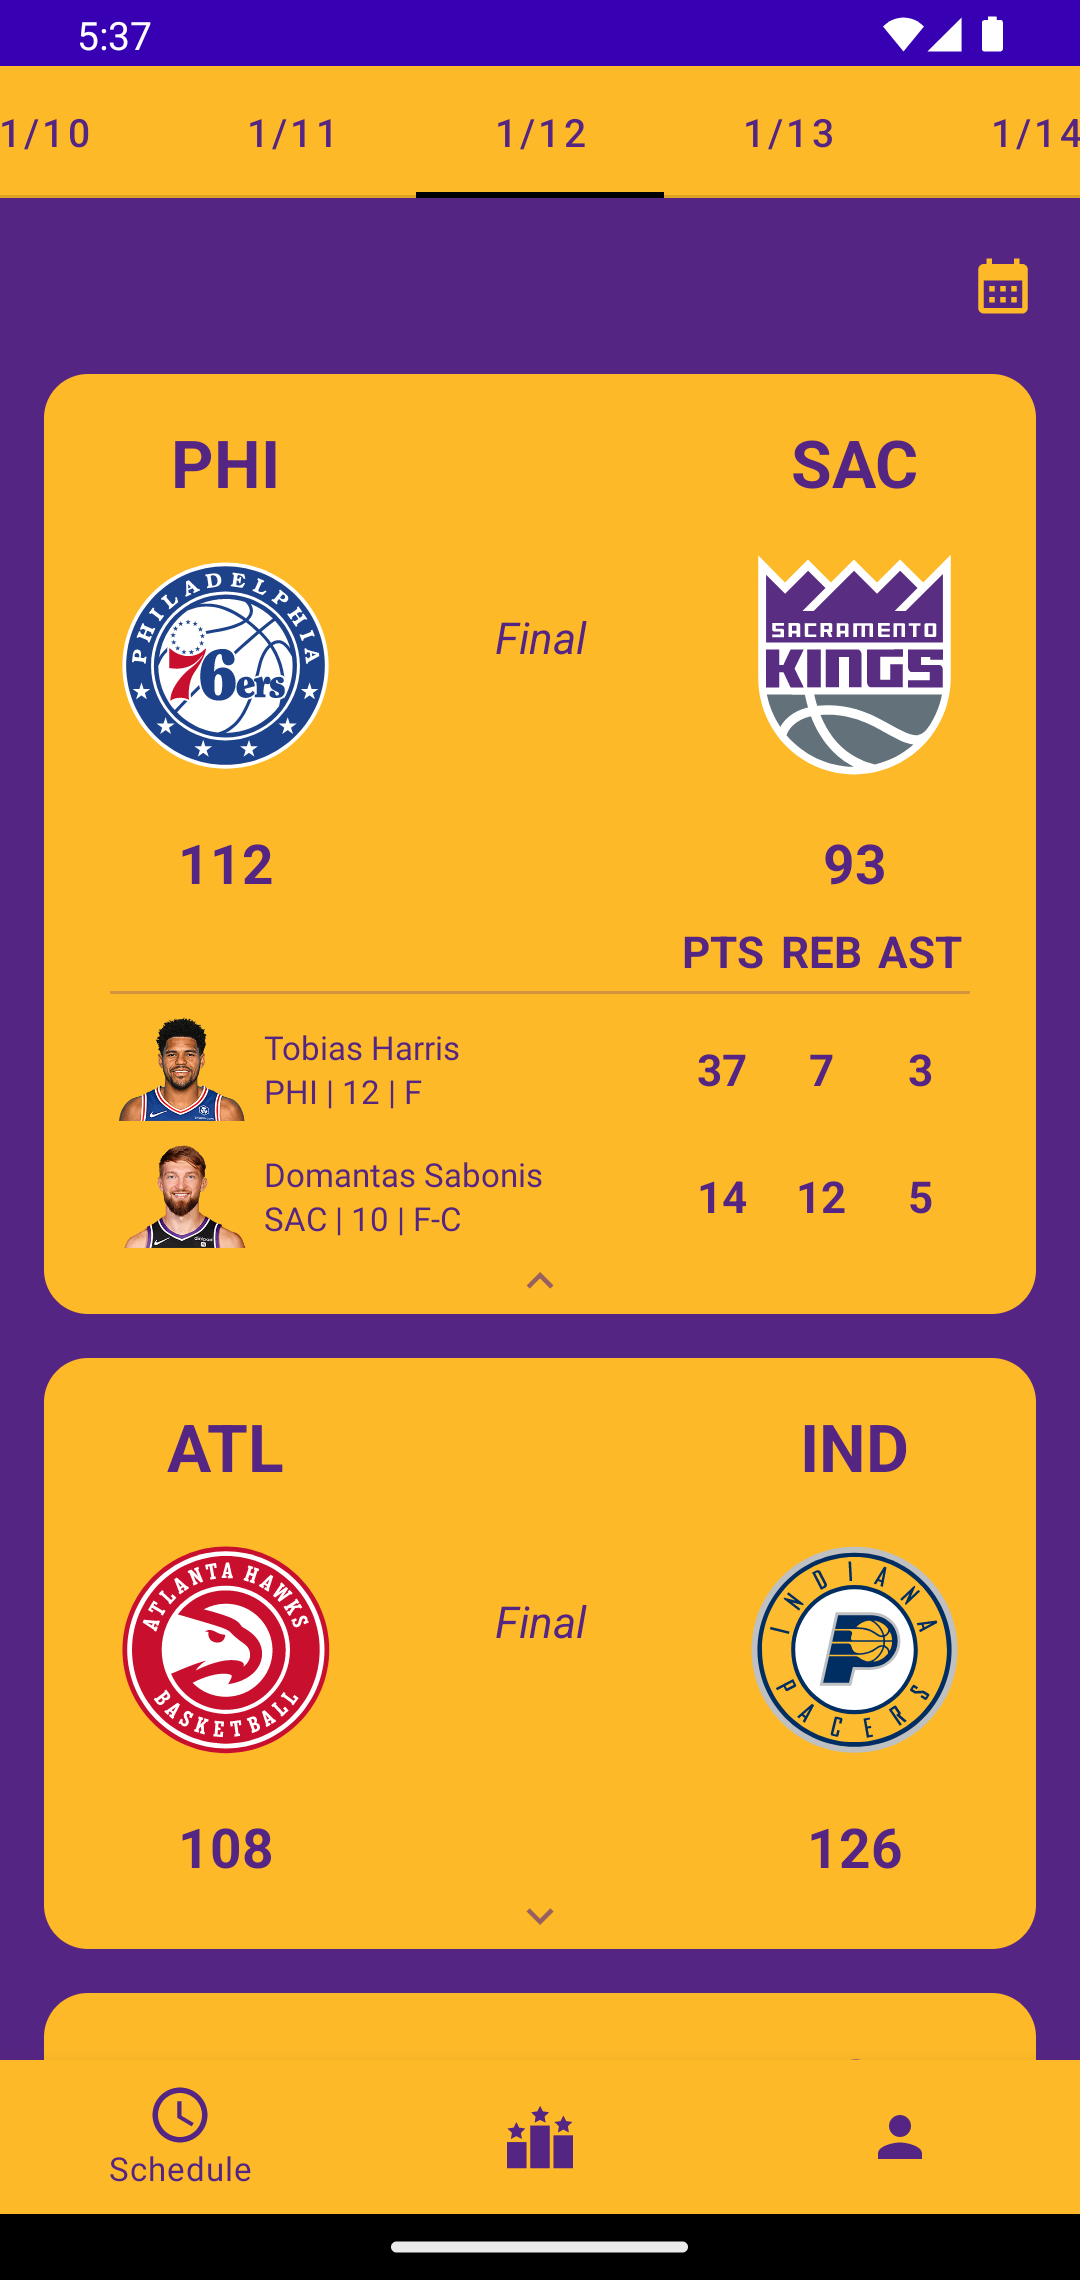 5:37
1/10 1/11 1/12 1/13 1/14
PHI SAC
PHILADELPHIA
76ers
SACRAMENTO
KINGS
Final
112 93
PTS REB AST
Tobias Harris
PHI | 12 | F
37 7 3
Domantas Sabonis
SAC | 10 | F-C
14 12 5
ATL IND
ATLANTA HAWKS
BASKETBALL
INDIANA
PACERS
P
Final
108 126
Schedule